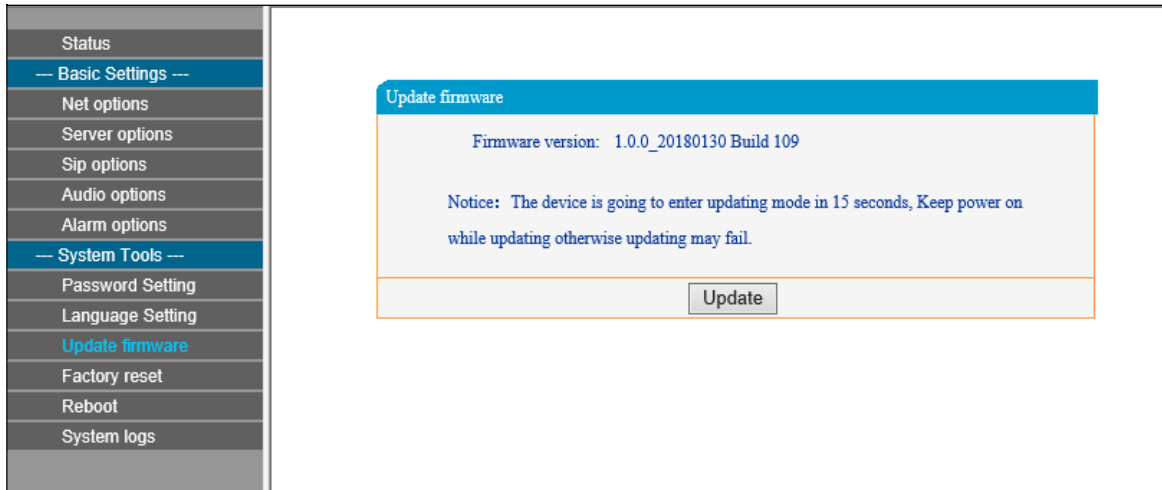 Status
--- Basic Settings ---
Net options
Server options
Sip options
Audio options
Alarm options
--- System Tools ---
Password Setting
Language Setting
Update firmware
Factory reset
Reboot
System logs
Update firmware
Firmware version: 1.0.0_20180130 Build 109
Notice: The device is going to enter updating mode in 15 seconds, Keep power on
while updating otherwise updating may fail.
Update